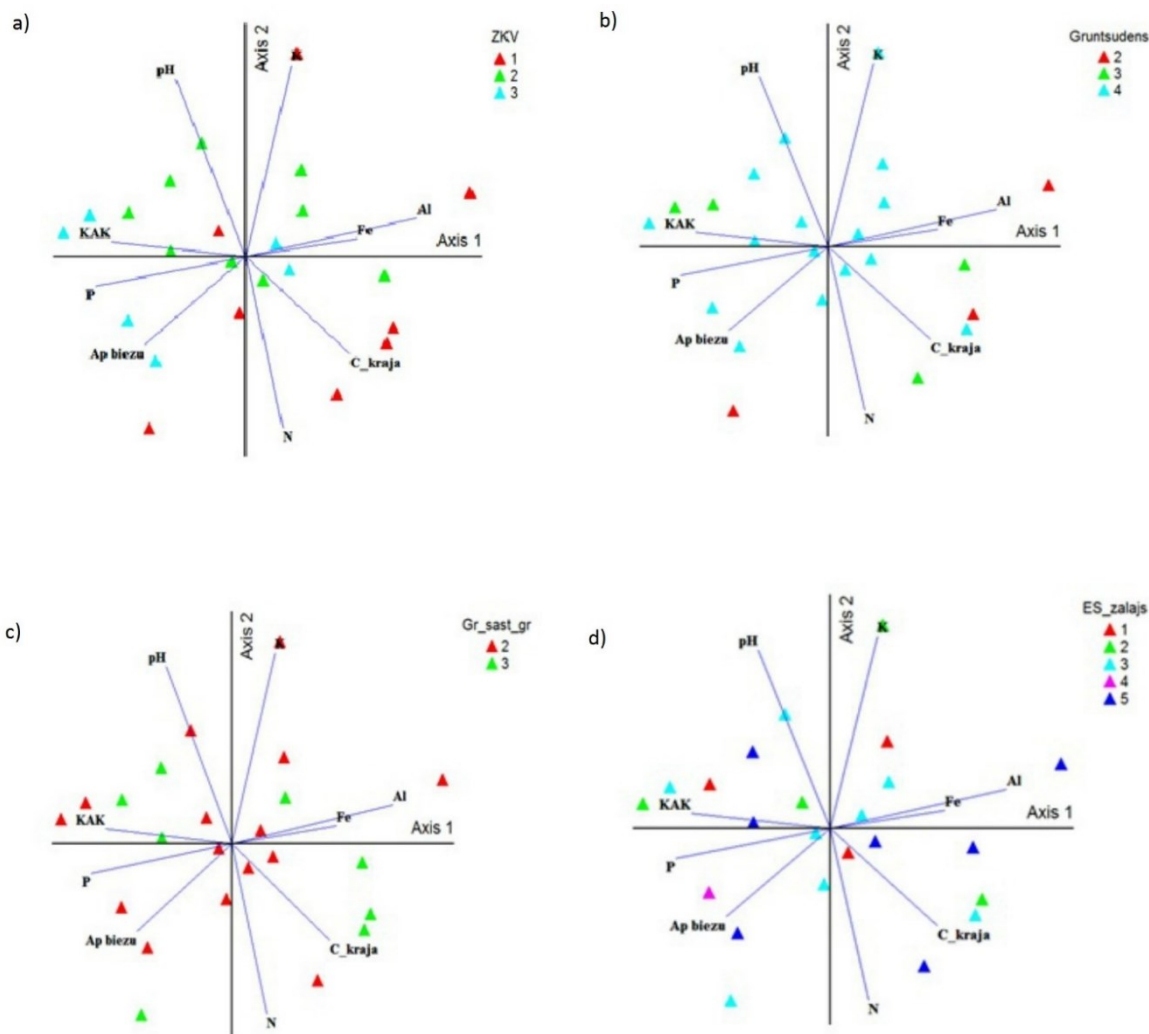 a)
ZKV
1
2
3
Axis 2
K
pH
Al
Fe
Axis 1
KAK
P
Ap biezu
C_kraja
N
b)
Gruntsudens
2
3
4
Axis 2
K
pH
Al
Fe
Axis 1
KAK
P
Ap biezu
C_kraja
N
c)
Gr_sast_gr
2
3
Axis 2
K
pH
Al
Fe
Axis 1
KAK
P
Ap biezu
C_kraja
N
d)
ES_zalajs
1
2
3
4
5
Axis 2
K
pH
Al
Fe
Axis 1
KAK
P
Ap biezu
C_kraja
N